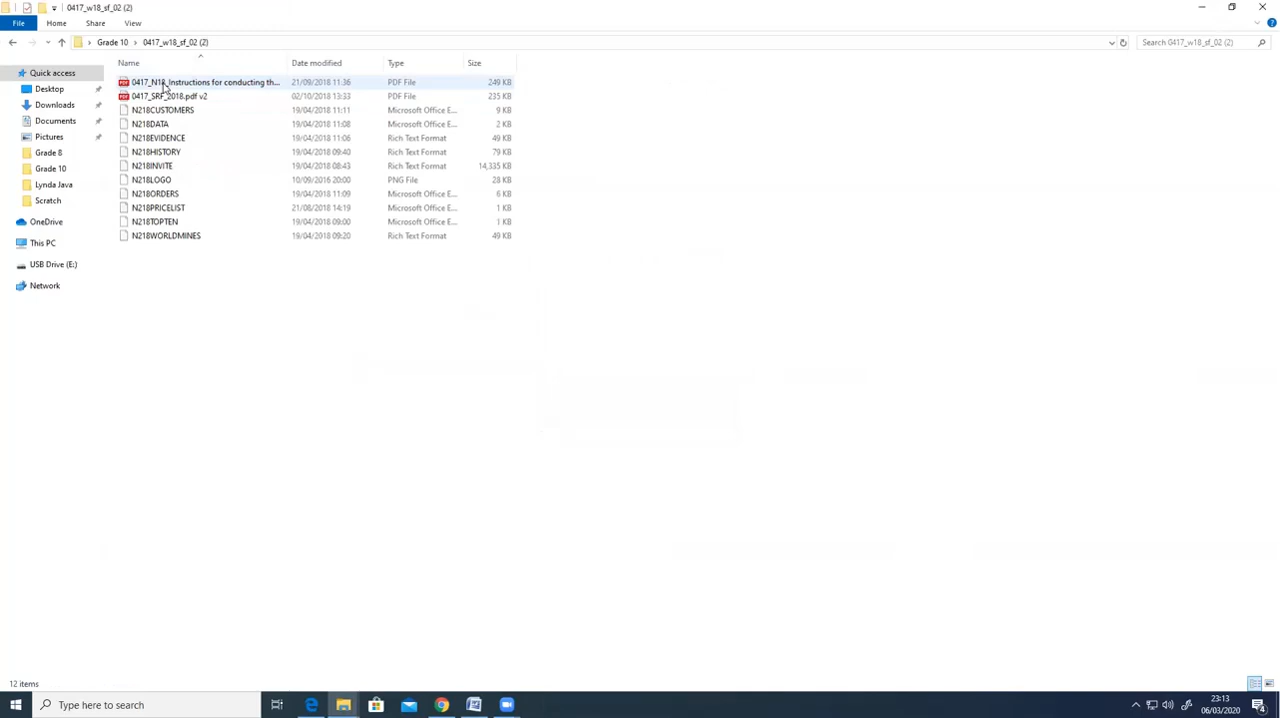 0417_w18_sf_02 (2)
File Home Share View
Grade 10 0417_w18_sf_02 (2) Search 0417_w18_sf_02 (2)
Name Date modified Type Size
Quick access
Desktop
Downloads
Documents
Pictures
Grade 8
Grade 10
Lynda Java
Scratch
OneDrive
This PC
USB Drive (E:)
Network
0417_N18_Instructions for conducting th... 21/09/2018 11:36 PDF File 249 KB
0417_SRF_2018.pdf v2 02/10/2018 13:33 PDF File 235 KB
N218CUSTOMERS 19/04/2018 11:11 Microsoft Office E... 9 KB
N218DATA 19/04/2018 11:08 Microsoft Office E... 2 KB
N218EVIDENCE 19/04/2018 11:06 Rich Text Format 49 KB
N218HISTORY 19/04/2018 09:40 Rich Text Format 79 KB
N218INVITE 19/04/2018 08:43 Rich Text Format 14,335 KB
N218LOGO 10/09/2016 20:00 PNG File 28 KB
N218ORDERS 19/04/2018 11:09 Microsoft Office E... 6 KB
N218PRICELIST 21/08/2018 14:19 Microsoft Office E... 1 KB
N218TOPTEN 19/04/2018 09:00 Microsoft Office E... 1 KB
N218WORLDMINES 19/04/2018 09:20 Rich Text Format 49 KB
12 items
Type here to search
23:13
06/03/2020